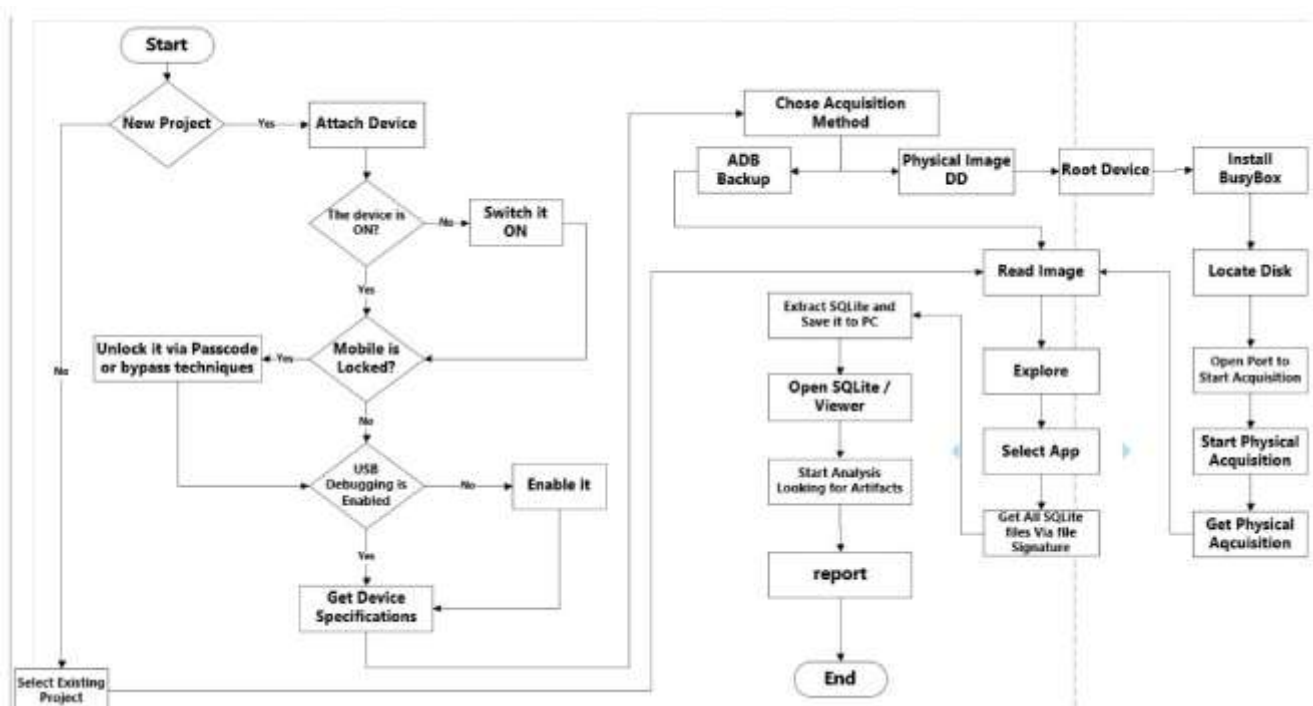 Start
New Project
Yes
Attach Device
The device is
ON?
No
Switch it
ON
Yes
Unlock it via Passcode
or bypass techniques
Yes
Mobile is
Locked?
No
No
USB
Debugging is
Enabled
No
Enable it
Yes
Get Device
Specifications
Select Existing
Project
Chose Acquisition
Method
ADB
Backup
Physical Image
DD
Root Device
Install
BusyBox
Read Image
Locate Disk
Extract SQLite and
Save it to PC
Explore
Open Port to
Start Acquisition
Open SQLite /
Viewer
Select App
Start Physical
Acquisition
Start Analysis
Looking for Artifacts
Get All SQLite
files Via file
Signature
Get Physical
Aqcuisition
report
End